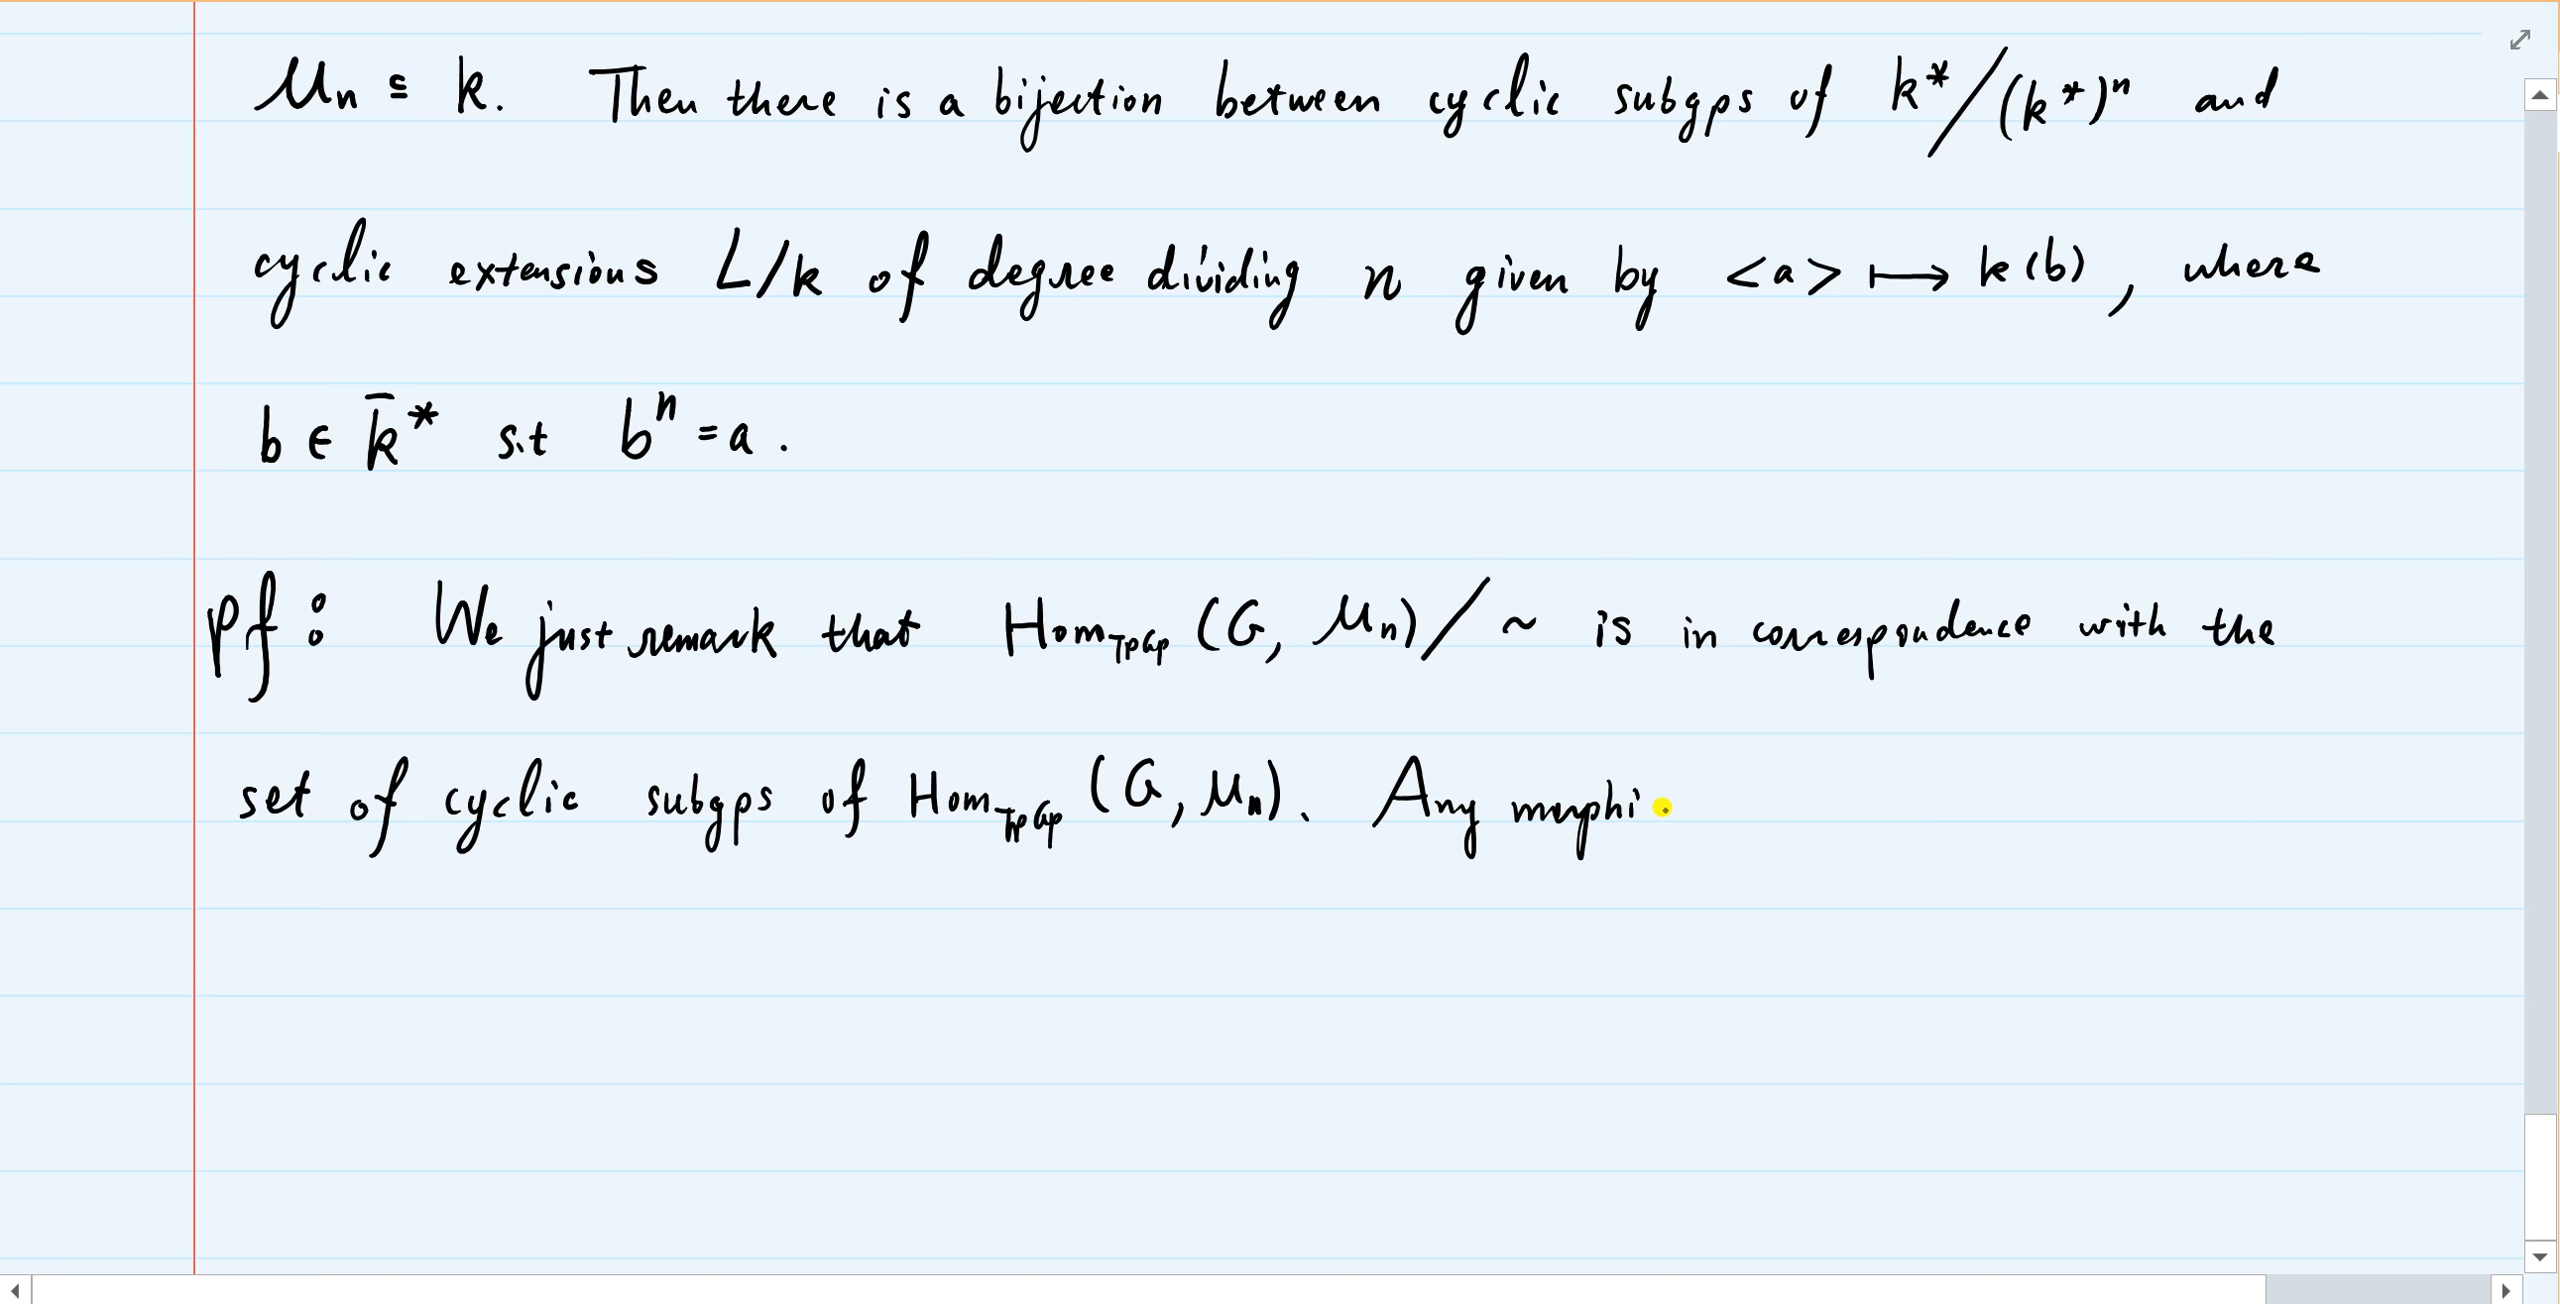 μn ⊆ k. Then there is a bijection between cyclic subgps of k*/(k*)ⁿ and
cyclic extensions L/k of degree dividing n given by <a> ⟼ k(b), where
b ∈ k̄* s.t bⁿ = a.
Pf: We just remark that Hom_TpGp (G, μn)/~ is in correspondence with the
set of cyclic subgps of Hom_TpGp (G, μn). Any morphi